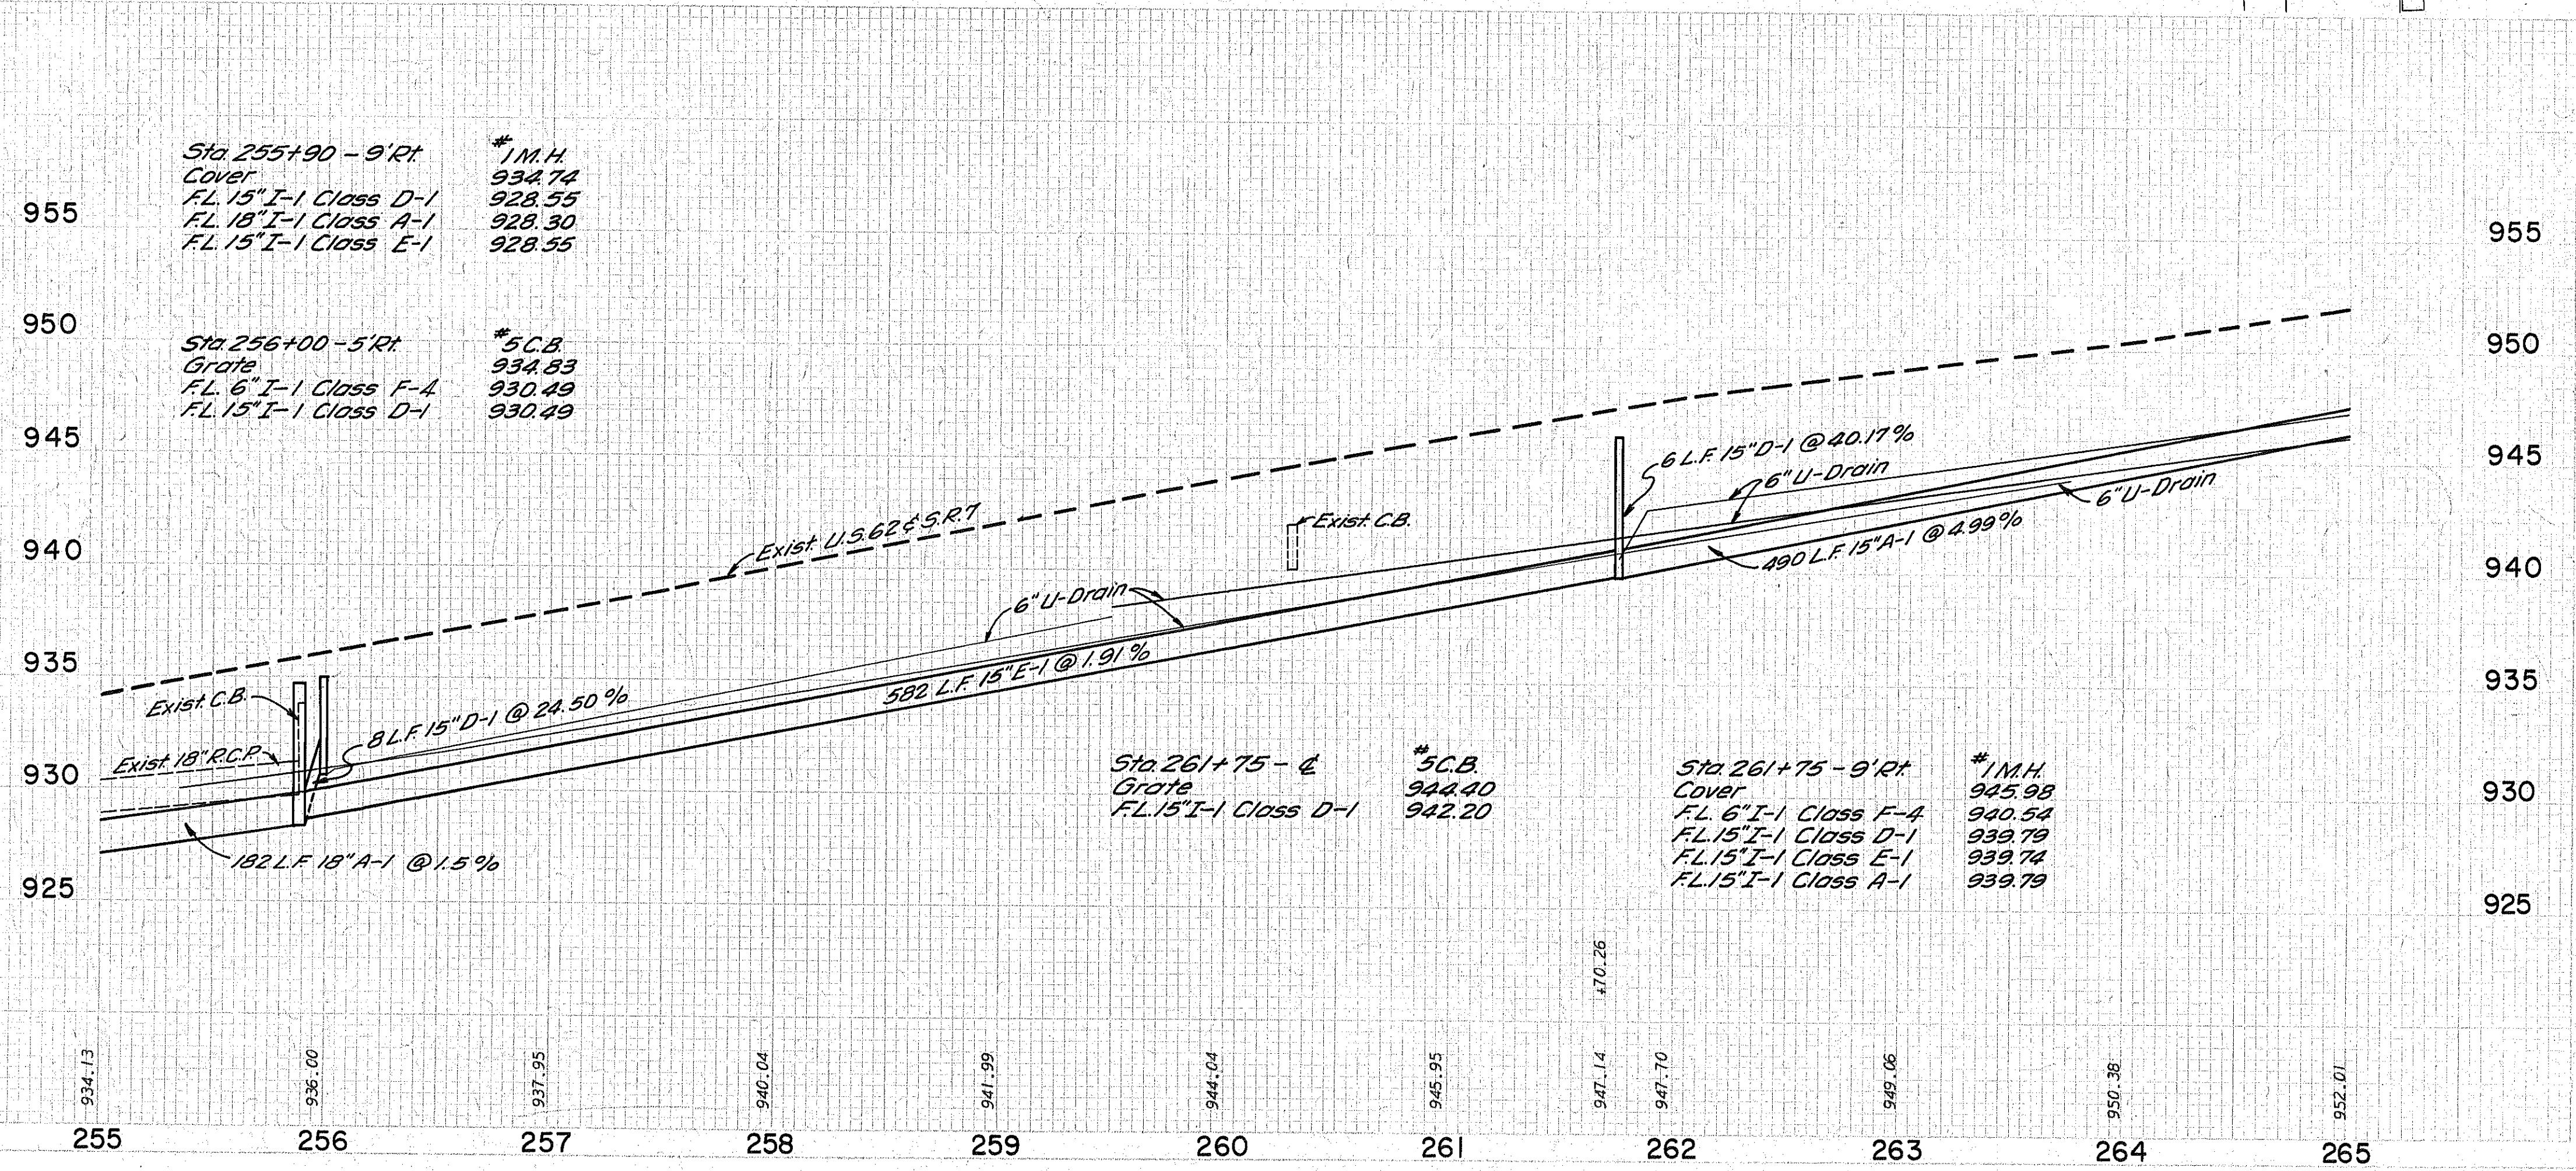 Sta. 255+90 – 9' Rt. #1 M.H.
Cover 934.74
F.L. 15" I-1 Class D-1 928.55
F.L. 18" I-1 Class A-1 928.30
F.L. 15" I-1 Class E-1 928.55
955
955
Sta. 256+00 – 5' Rt. #5 C.B.
Grate 934.83
F.L. 6" I-1 Class F-4 930.49
F.L. 15" I-1 Class D-1 930.49
950
950
945
945
6 L.F. 15" D-1 @ 40.17 %
6" U-Drain
6" U-Drain
490 L.F. 15" A-1 @ 4.99 %
Exist. C.B.
Exist. U.S. 62 & S.R. 7
940
940
6" U-Drain
582 L.F. 15" E-1 @ 1.91 %
935
935
Exist. C.B.
8 L.F. 15" D-1 @ 24.50 %
Exist. 18" R.C.P.
930
930
182 L.F. 18" A-1 @ 1.5 %
925
925
Sta. 261+75 – ℄ #5 C.B.
Grate 944.40
F.L. 15" I-1 Class D-1 942.20
Sta. 261+75 – 9' Rt. #1 M.H.
Cover 945.98
F.L. 6" I-1 Class F-4 940.54
F.L. 15" I-1 Class D-1 939.79
F.L. 15" I-1 Class E-1 939.74
F.L. 15" I-1 Class A-1 939.79
+70.26
934.13 936.00 937.95 940.04 941.99 944.04 945.95 947.14 947.70 949.06 950.38 952.01
255 256 257 258 259 260 261 262 263 264 265